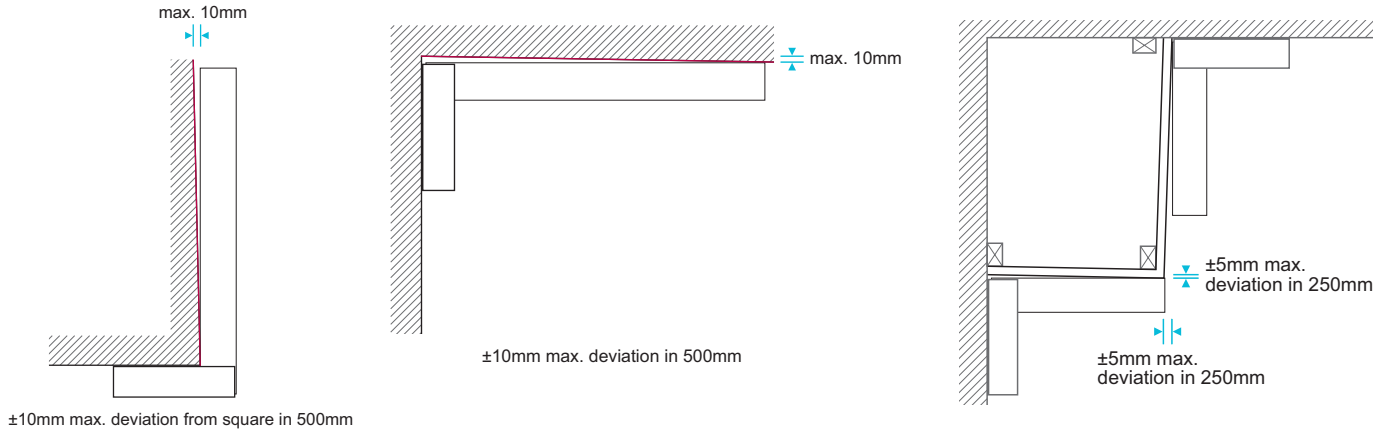 max. 10mm
±10mm max. deviation from square in 500mm
max. 10mm
±10mm max. deviation in 500mm
±5mm max.
deviation in 250mm
±5mm max.
deviation in 250mm